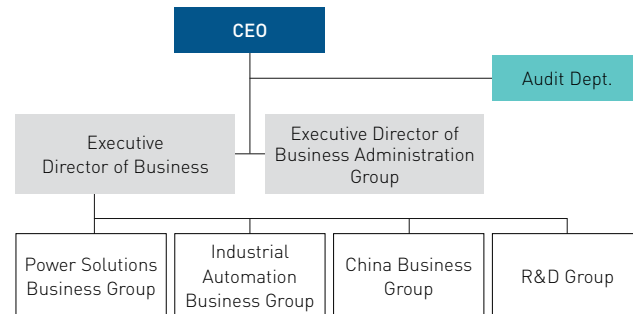 CEO
Audit Dept.
Executive
Director of Business
Executive Director of
Business Administration
Group
Power Solutions
Business Group
Industrial
Automation
Business Group
China Business
Group
R&D Group